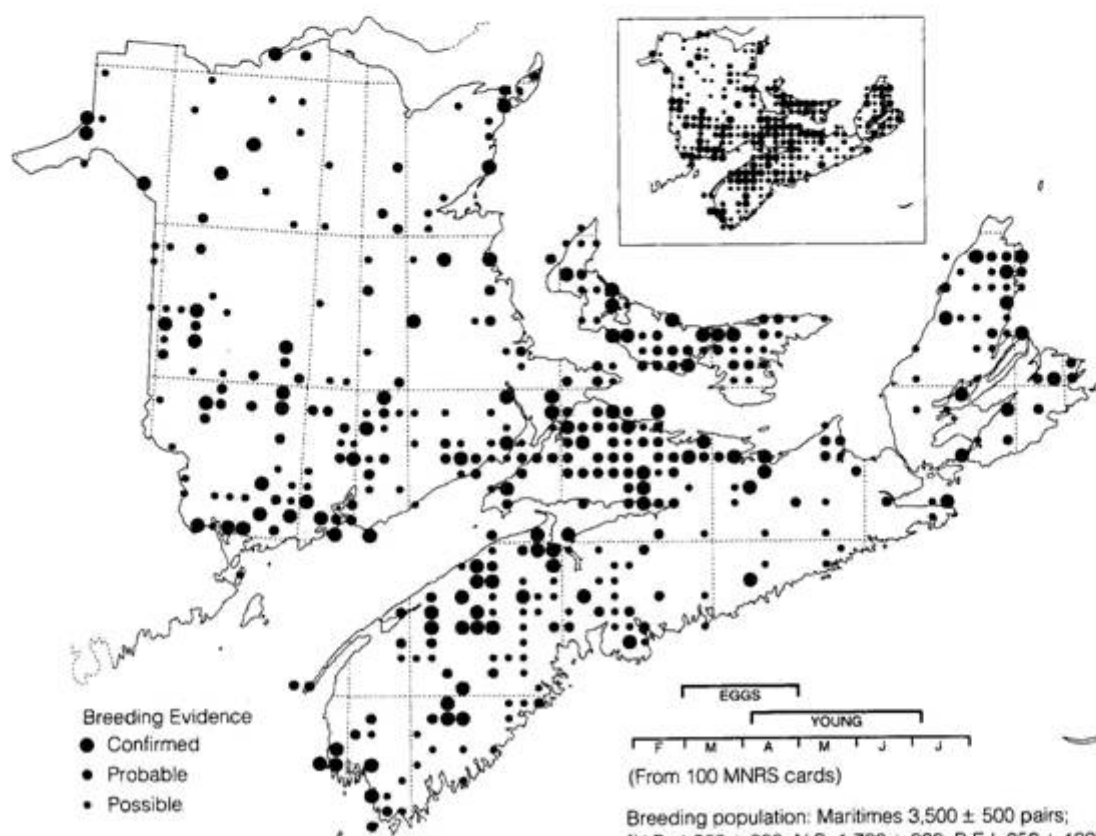 EGGS
YOUNG
F M A M J J
Breeding Evidence
Confirmed
Probable
Possible
(From 100 MNRS cards)
Breeding population: Maritimes 3,500 ± 500 pairs;